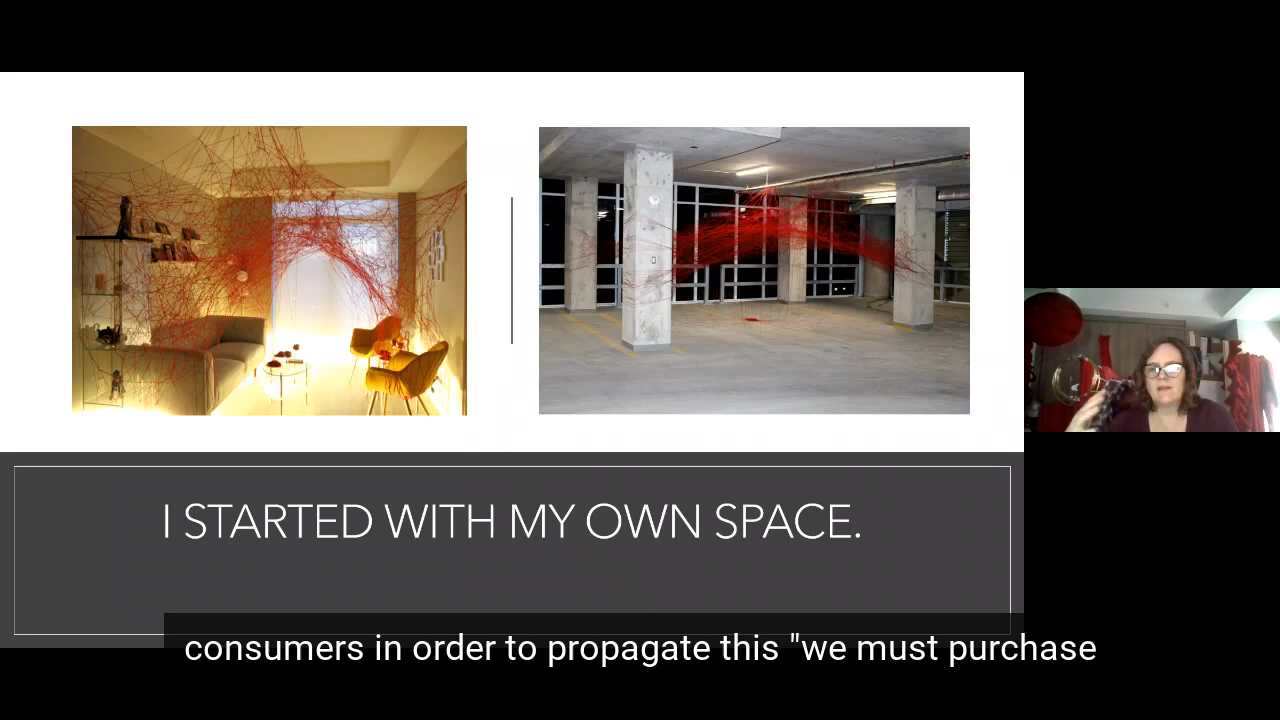 I STARTED WITH MY OWN SPACE.
consumers in order to propagate this "we must purchase